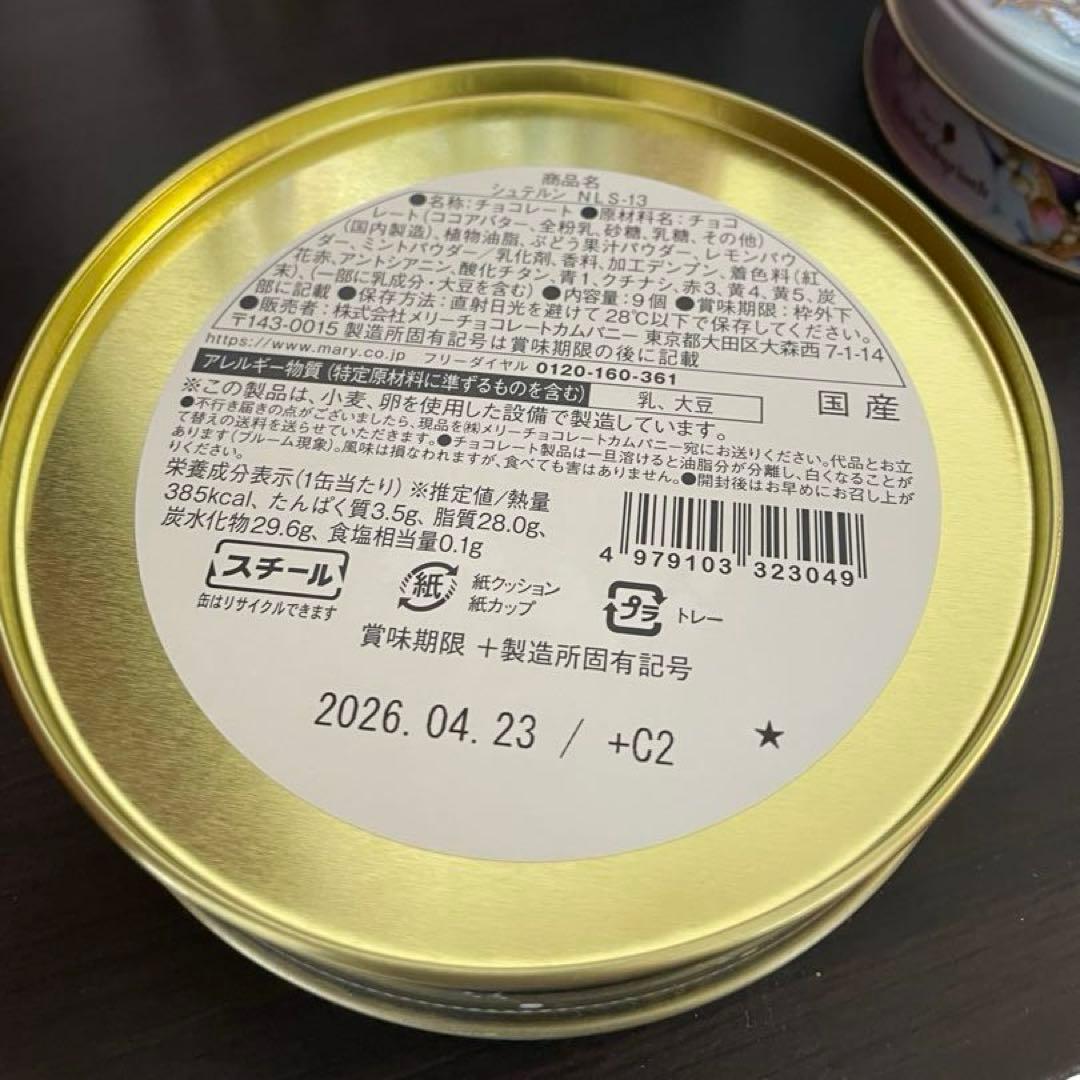 商品名
シュテルン NLS-13
●名称：チョコレート ●原材料名：チョコ
レート（ココアバター、全粉乳、砂糖、乳糖、その他）
（国内製造）、植物油脂、ぶどう果汁パウダー、レモンパウ
ダー、ミントパウダー／乳化剤、香料、加工デンプン、着色料（紅
花赤、アントシアニン、酸化チタン、青1、クチナシ、赤3、黄4、黄5、炭
末）、（一部に乳成分・大豆を含む） ●内容量：9個 ●賞味期限：枠外下
部に記載 ●保存方法：直射日光を避けて28℃以下で保存してください。
●販売者：株式会社メリーチョコレートカムパニー 東京都大田区大森西7-1-14
〒143-0015 製造所固有記号は賞味期限の後に記載
https://www.mary.co.jp フリーダイヤル 0120-160-361
アレルギー物質（特定原材料に準ずるものを含む） 乳、大豆
国産
※この製品は、小麦、卵を使用した設備で製造しています。
●不行き届きの点がございましたら、現品を㈱メリーチョコレートカムパニー宛にお送りください。代品とお立
て替えの送料を送らせていただきます。●チョコレート製品は一旦溶けると油脂分が分離し、白くなることが
あります（ブルーム現象）。風味は損なわれますが、食べても害はありません。●開封後はお早めにお召し上が
りください。
栄養成分表示（1缶当たり）※推定値/熱量
385kcal、たんぱく質3.5g、脂質28.0g、
炭水化物29.6g、食塩相当量0.1g
4 979103 323049
スチール
缶はリサイクルできます
紙
紙クッション
紙カップ
プラ
トレー
賞味期限 ＋製造所固有記号
2026.04.23 / +C2 ★